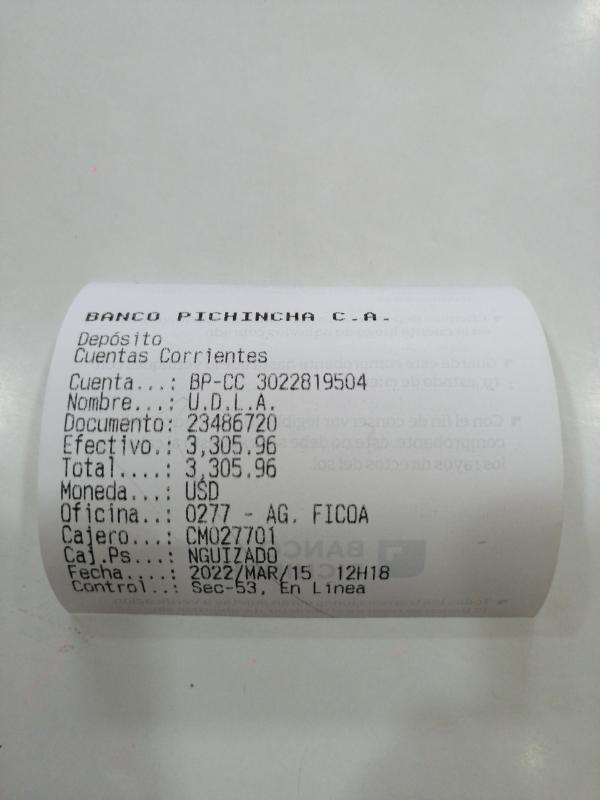 BANCO PICHINCHA C.A.
Depósito
Cuentas Corrientes
Cuenta...: BP-CC 3022819504
Nombre...: U.D.L.A.
Documento: 23486720
Efectivo.: 3,305.96
Total....: 3,305.96
Moneda...: USD
Oficina..: 0277 - AG. FICOA
Cajero...: CM027701
Caj.Ps...: NGUIZADO
Fecha....: 2022/MAR/15 12H18
Control..: Sec-53, En Linea